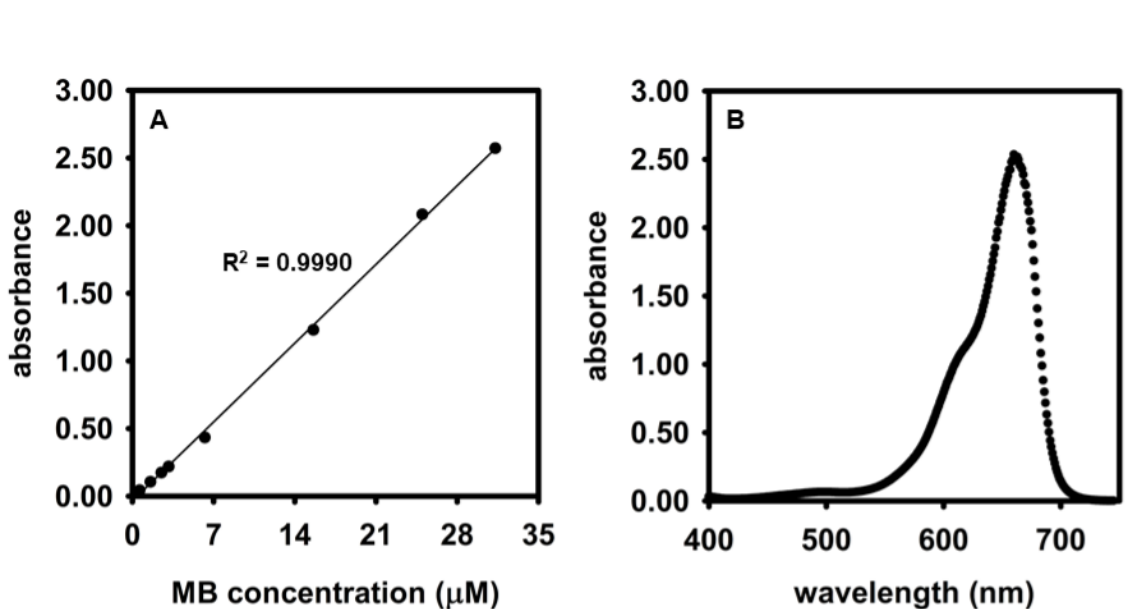 A
3.00
2.50
2.00
1.50
1.00
0.50
0.00
absorbance
R² = 0.9990
0 7 14 21 28 35
MB concentration (μM)
B
3.00
2.50
2.00
1.50
1.00
0.50
0.00
absorbance
400 500 600 700
wavelength (nm)